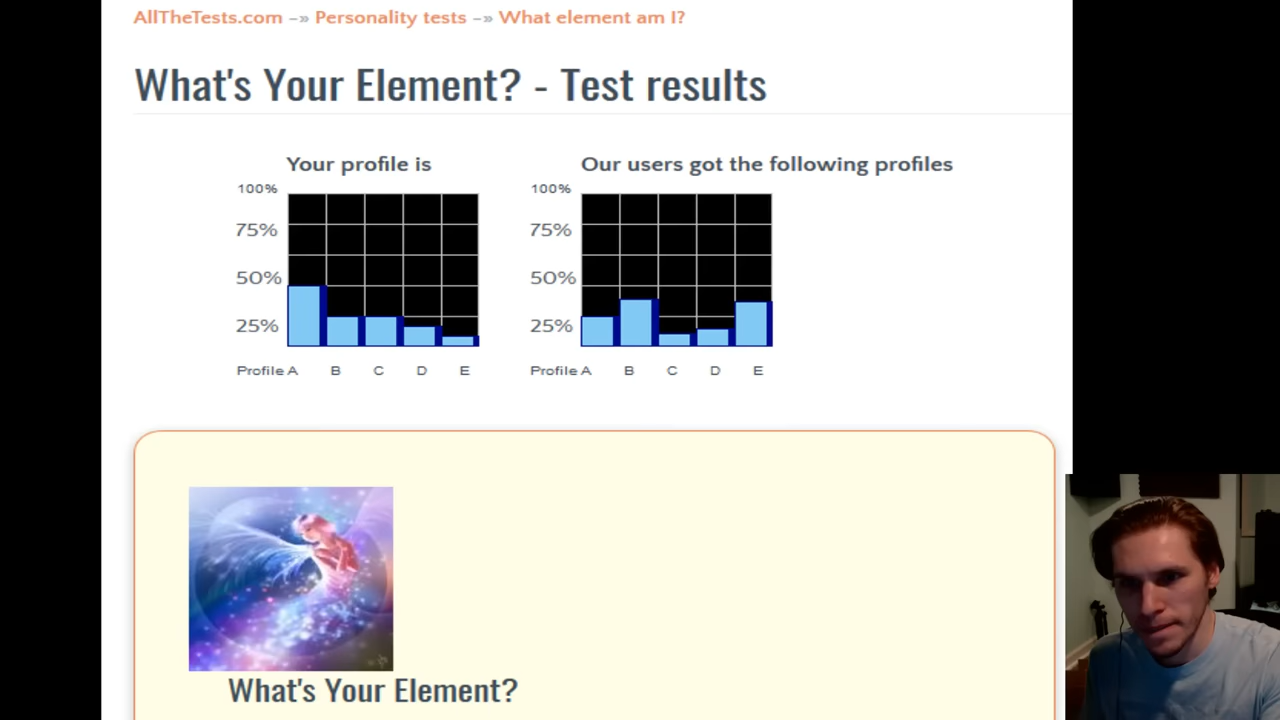 AllTheTests.com –» Personality tests –» What element am I?
What's Your Element? - Test results
Your profile is
100%
75%
50%
25%
Profile A B C D E
Our users got the following profiles
100%
75%
50%
25%
Profile A B C D E
What's Your Element?